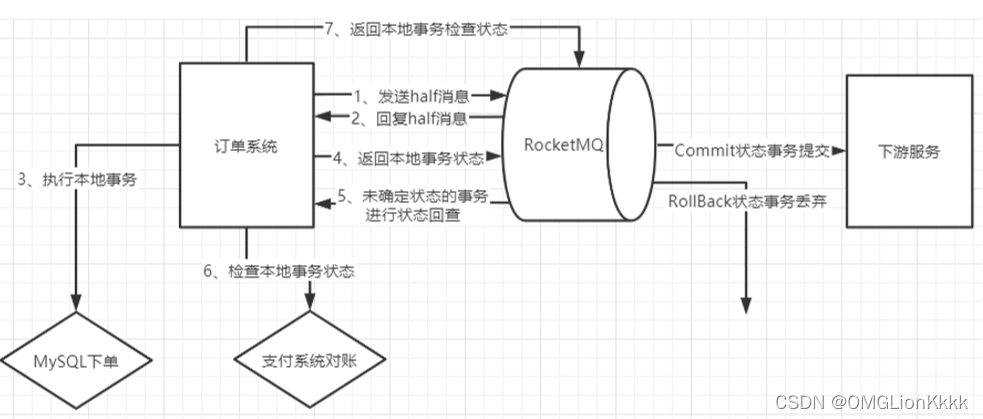 7、返回本地事务检查状态
1、发送half消息
2、回复half消息
订单系统
RocketMQ
Commit状态事务提交
下游服务
4、返回本地事务状态
3、执行本地事务
5、未确定状态的事务
进行状态回查
RollBack状态事务丢弃
6、检查本地事务状态
MySQL下单
支付系统对账
CSDN @OMGLionKkkk